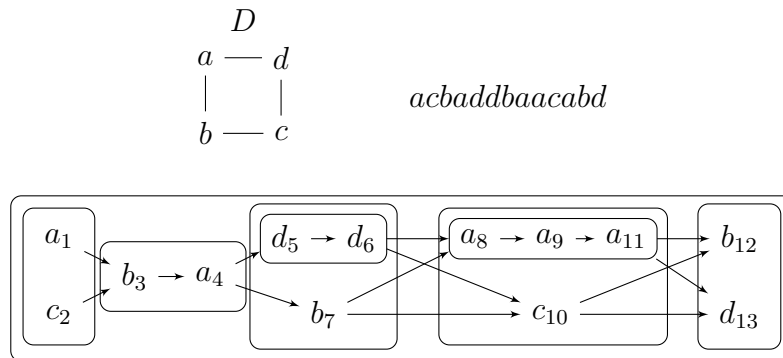 D
a d
b c
acbaddbaacabd
a₁ d₅ d₆ a₈ a₉ a₁₁ b₁₂
b₃ a₄
c₂ b₇ c₁₀ d₁₃